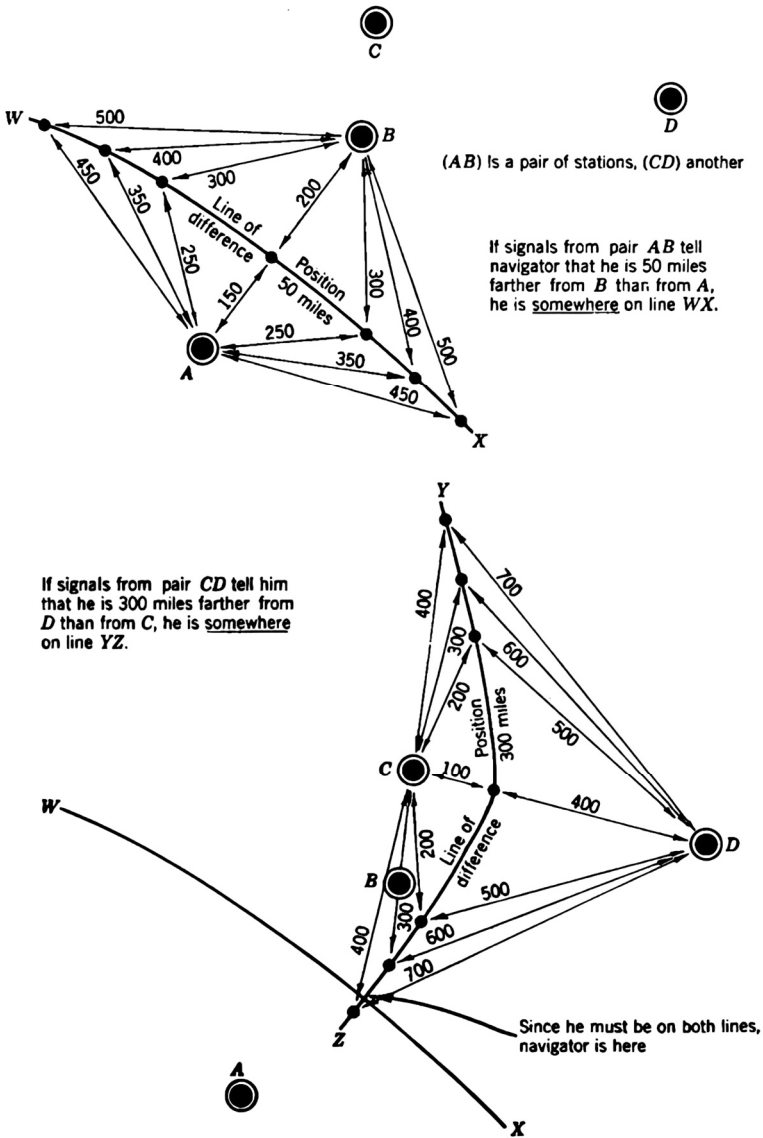 C
D
(AB) Is a pair of stations, (CD) another
W
500
B
400
300
450
350
250
200
Line of
difference
Position
50 miles
150
300
400
500
250
350
450
A
X
If signals from pair AB tell
navigator that he is 50 miles
farther from B than from A,
he is somewhere on line WX.
Y
If signals from pair CD tell him
that he is 300 miles farther from
D than from C, he is somewhere
on line YZ.
400
300
200
700
600
500
Position
300 miles
C
100
400
W
D
Line of
difference
B
200
300
400
500
600
700
Z
Since he must be on both lines,
navigator is here
A
X